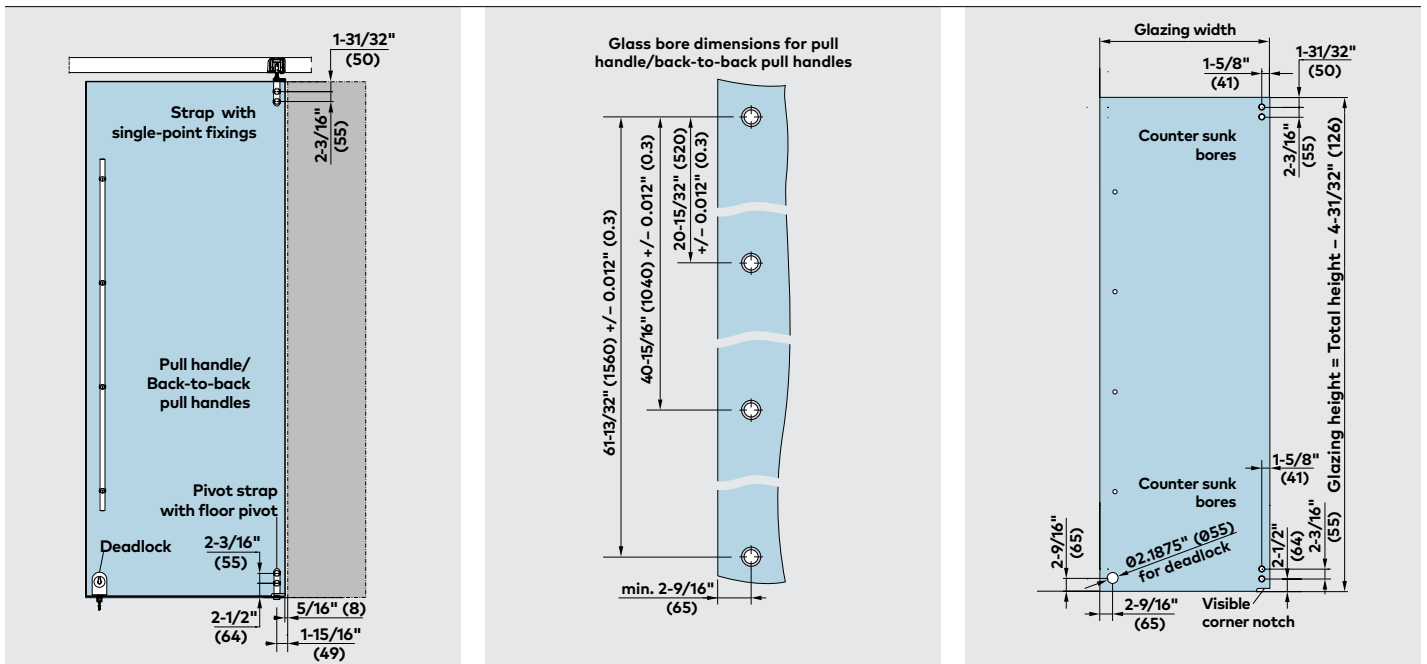 1-31/32"
(50)
Strap with
single-point fixings
2-3/16"
(55)
Pull handle/
Back-to-back
pull handles
Pivot strap
with floor pivot
Deadlock
2-3/16"
(55)
2-1/2"
(64)
5/16" (8)
1-15/16"
(49)
Glass bore dimensions for pull
handle/back-to-back pull handles
61-13/32" (1560) +/– 0.012" (0.3)
40-15/16" (1040) +/– 0.012" (0.3)
20-15/32" (520)
+/– 0.012" (0.3)
min. 2-9/16"
(65)
Glazing width
1-31/32"
(50)
1-5/8"
(41)
Counter sunk
bores
2-3/16"
(55)
Glazing height = Total height – 4-31/32" (126)
1-5/8"
(41)
Counter sunk
bores
2-9/16"
(65)
Ø2.1875" (Ø55)
for deadlock
2-1/2"
(64)
2-3/16"
(55)
2-9/16"
(65)
Visible
corner notch